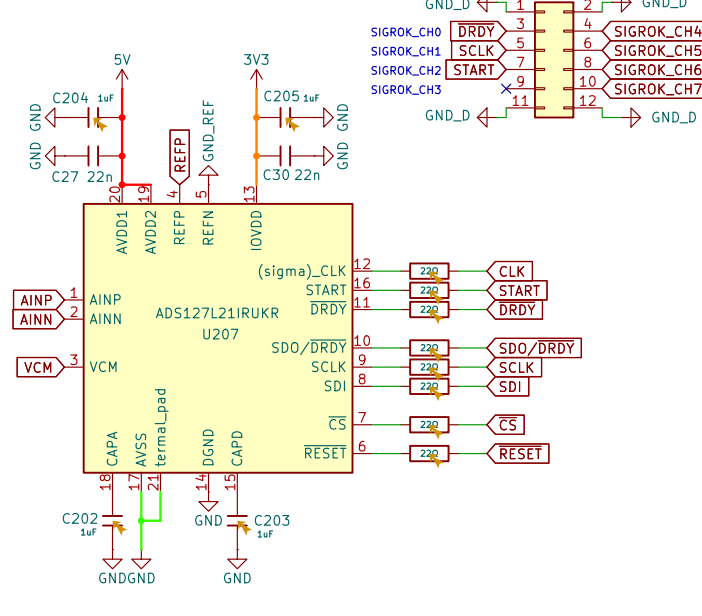 GND_D 1 2 GND_D
SIGROK_CH0 DRDY 3 4 SIGROK_CH4
SIGROK_CH1 SCLK 5 6 SIGROK_CH5
SIGROK_CH2 START 7 8 SIGROK_CH6
SIGROK_CH3 9 10 SIGROK_CH7
GND_D 11 12 GND_D
5V 3V3
C204 1uF C205 1uF
GND GND
REFP GND_REF
GND GND
C27 22n C30 22n
20 19 4 5 13
AVDD1 AVDD2 REFP REFN IOVDD
(sigma)_CLK 12 22Ω CLK
START 16 22Ω START
AINP 1 AINP
DRDY 11 22Ω DRDY
AINN 2 AINN
ADS127L21IRUKR
U207
SDO/DRDY 10 22Ω SDO/DRDY
VCM 3 VCM
SCLK 9 22Ω SCLK
SDI 8 22Ω SDI
CS 7 22Ω CS
RESET 6 22Ω RESET
CAPA AVSS termal_pad DGND CAPD
18 17 21 14 15
C202 1uF
GND
C203 1uF
GND GND GND